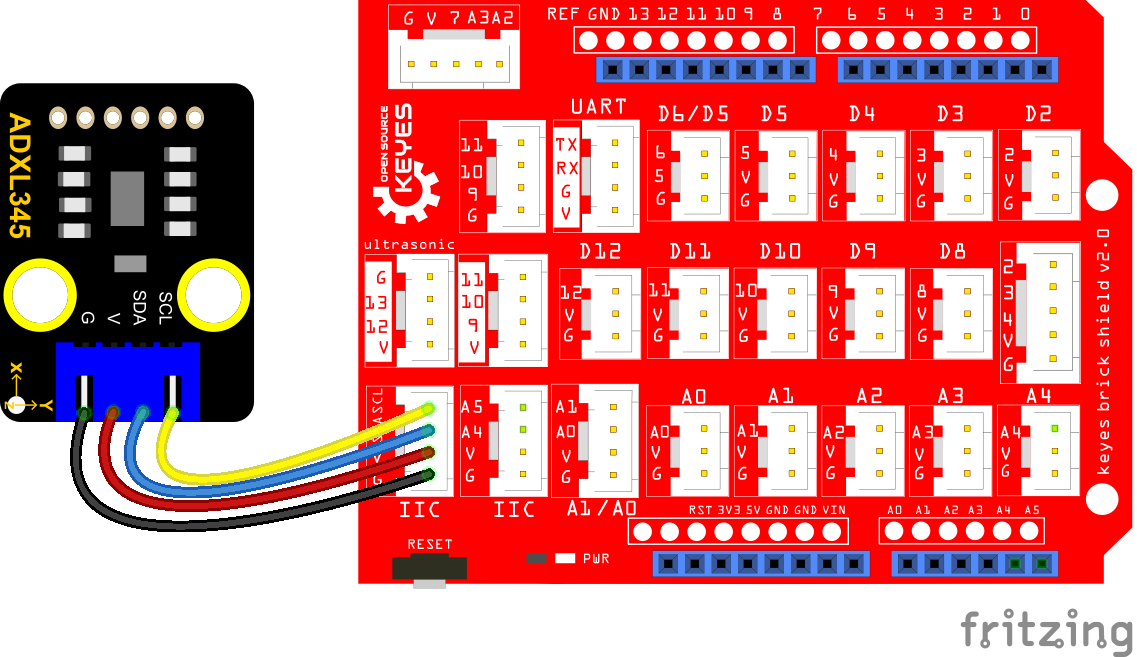 G V 7 A3 A2
REF GND 13 12 11 10 9 8 7 6 5 4 3 2 1 0
ADXL345
G
V
SDA
SCL
X
Z
Y
OPEN SOURCE
KEYES
11
10
9
G
UART
TX
RX
G
V
D6/D5
6
5
G
D5
5
V
G
D4
4
V
G
D3
3
V
G
D2
2
V
G
ultrasonic
G
13
12
V
11
10
9
V
D12
12
V
G
D11
11
V
G
D10
10
V
G
D9
9
V
G
D8
8
V
G
2
3
4
V
G
keyes brick shield v2.0
SCL
SDA
V
G
IIC
A5
A4
V
G
IIC
A1
A0
V
G
A1/A0
A0
A0
V
G
A1
A1
V
G
A2
A2
V
G
A3
A3
V
G
A4
A4
V
G
RST 3V3 5V GND GND VIN
A0 A1 A2 A3 A4 A5
RESET
PWR
fritzing